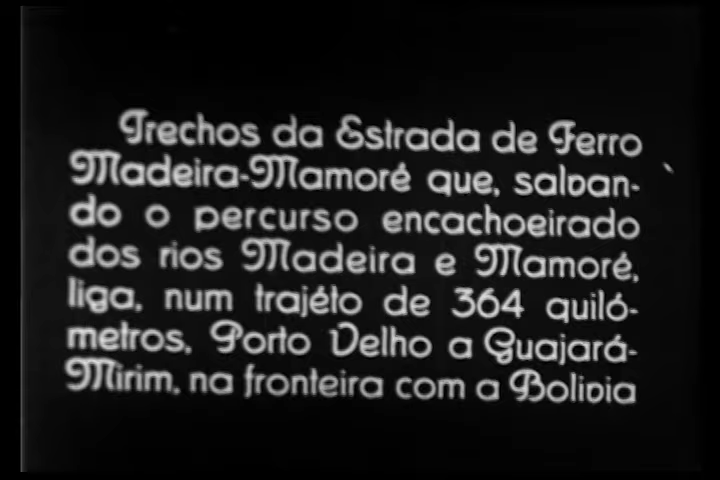 Trechos da Estrada de Ferro
Madeira-Mamoré que, salvan-
do o percurso encachoeirado
dos rios Madeira e Mamoré,
liga, num trajéto de 364 quiló-
metros, Porto Velho a Guajará-
Mirim, na fronteira com a Bolivia